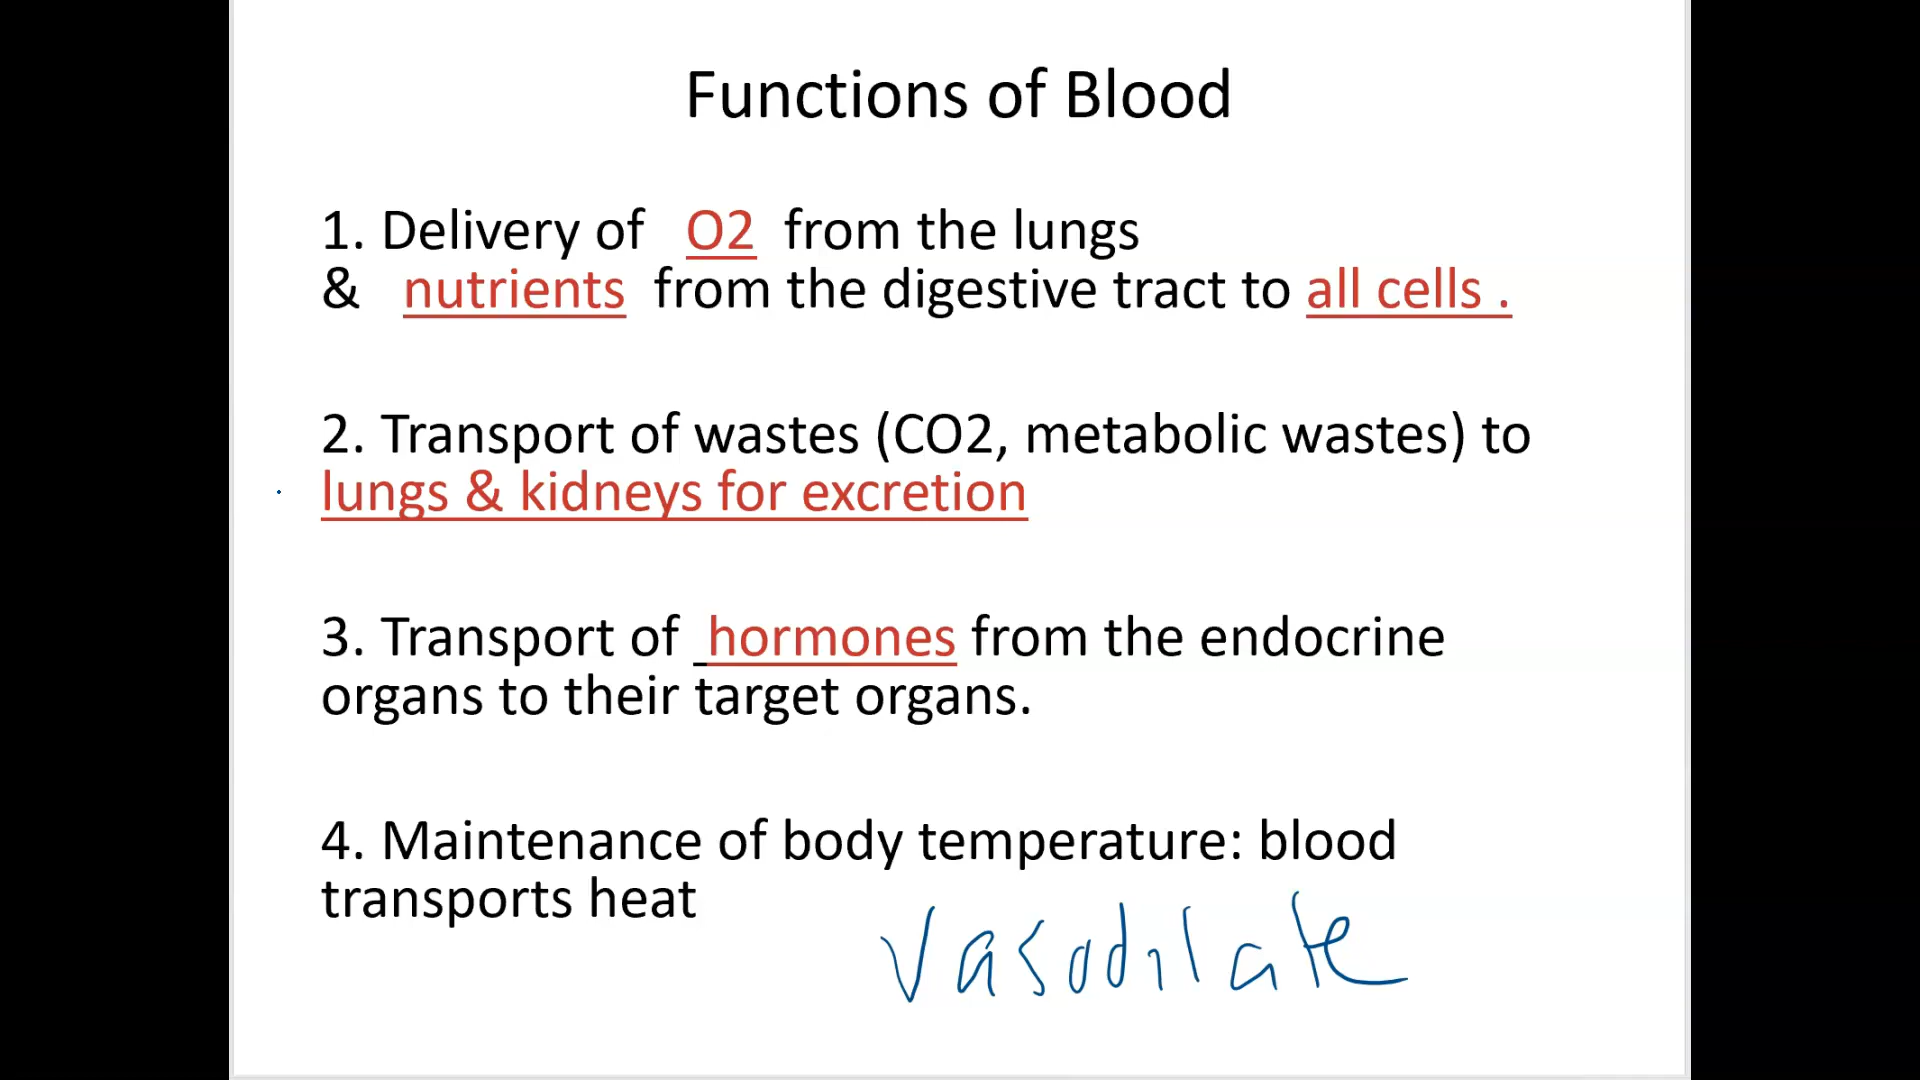 Functions of Blood
1. Delivery of O2 from the lungs
& nutrients from the digestive tract to all cells .
2. Transport of wastes (CO2, metabolic wastes) to
lungs & kidneys for excretion
3. Transport of _hormones from the endocrine
organs to their target organs.
4. Maintenance of body temperature: blood
transports heat
vasodilate